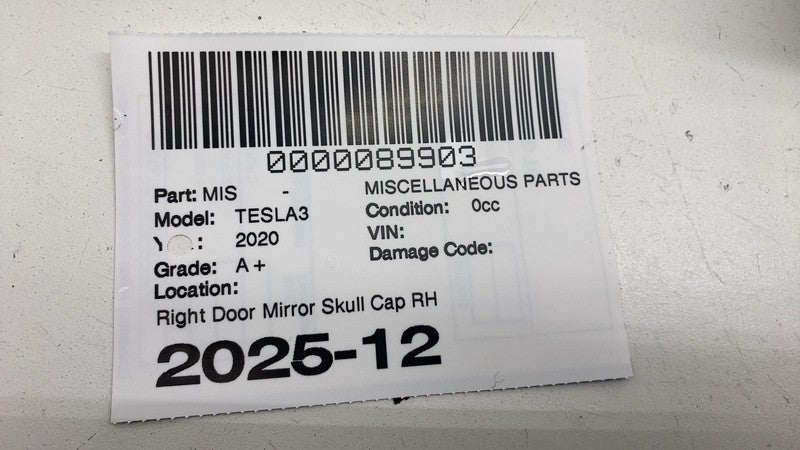 0000089903
Part: MIS - MISCELLANEOUS PARTS
Model: TESLA3 Condition: 0cc
: 2020 VIN:
Grade: A+ Damage Code:
Location:
Right Door Mirror Skull Cap RH
2025-12